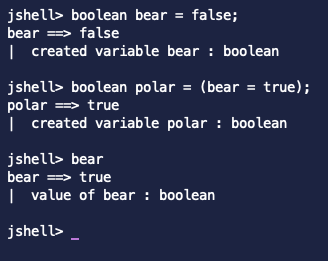 jshell> boolean bear = false;
bear ==> false
|  created variable bear : boolean
jshell> boolean polar = (bear = true);
polar ==> true
|  created variable polar : boolean
jshell> bear
bear ==> true
|  value of bear : boolean
jshell> _